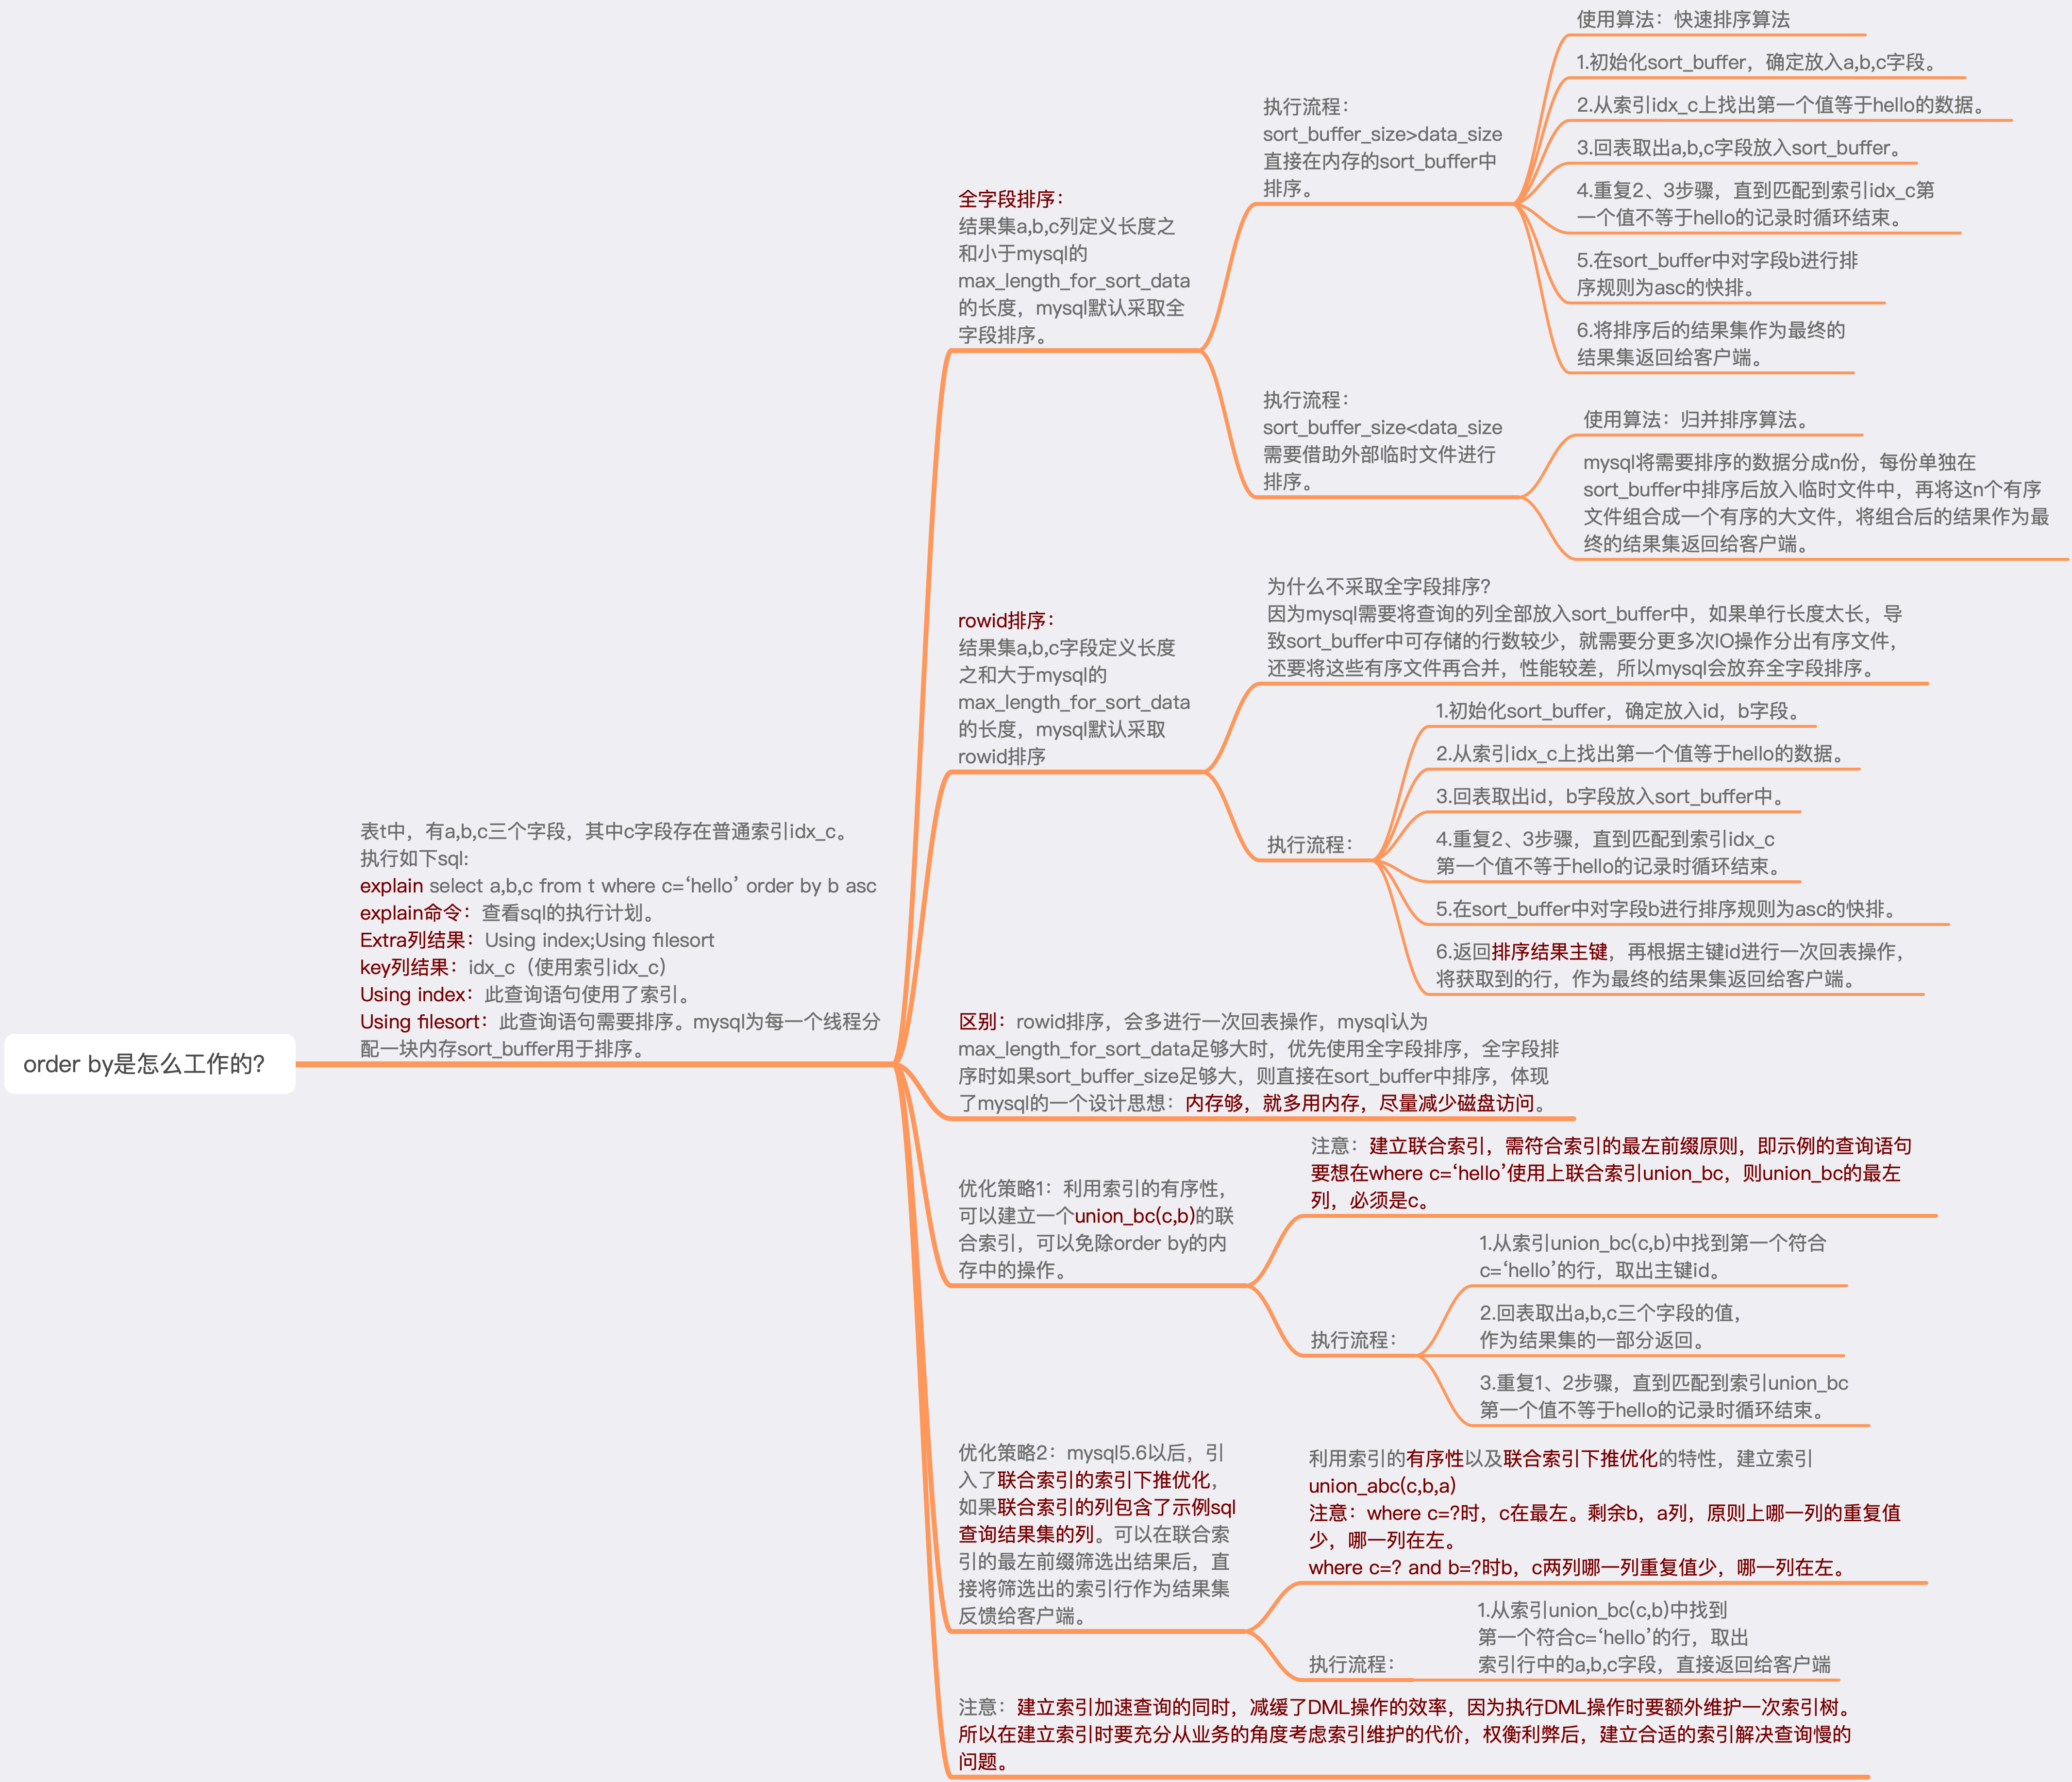 order by是怎么工作的?
表t中，有a,b,c三个字段，其中c字段存在普通索引idx_c。
执行如下sql:
explain select a,b,c from t where c=‘hello’ order by b asc
explain命令：查看sql的执行计划。
Extra列结果：Using index;Using filesort
key列结果：idx_c（使用索引idx_c）
Using index：此查询语句使用了索引。
Using filesort：此查询语句需要排序。mysql为每一个线程分
配一块内存sort_buffer用于排序。
全字段排序：
结果集a,b,c列定义长度之
和小于mysql的
max_length_for_sort_data
的长度，mysql默认采取全
字段排序。
执行流程：
sort_buffer_size>data_size
直接在内存的sort_buffer中
排序。
使用算法：快速排序算法
1.初始化sort_buffer，确定放入a,b,c字段。
2.从索引idx_c上找出第一个值等于hello的数据。
3.回表取出a,b,c字段放入sort_buffer。
4.重复2、3步骤，直到匹配到索引idx_c第
一个值不等于hello的记录时循环结束。
5.在sort_buffer中对字段b进行排
序规则为asc的快排。
6.将排序后的结果集作为最终的
结果集返回给客户端。
执行流程：
sort_buffer_size<data_size
需要借助外部临时文件进行
排序。
使用算法：归并排序算法。
mysql将需要排序的数据分成n份，每份单独在
sort_buffer中排序后放入临时文件中，再将这n个有序
文件组合成一个有序的大文件，将组合后的结果作为最
终的结果集返回给客户端。
rowid排序：
结果集a,b,c字段定义长度
之和大于mysql的
max_length_for_sort_data
的长度，mysql默认采取
rowid排序
为什么不采取全字段排序?
因为mysql需要将查询的列全部放入sort_buffer中，如果单行长度太长，导
致sort_buffer中可存储的行数较少，就需要分更多次IO操作分出有序文件，
还要将这些有序文件再合并，性能较差，所以mysql会放弃全字段排序。
执行流程：
1.初始化sort_buffer，确定放入id，b字段。
2.从索引idx_c上找出第一个值等于hello的数据。
3.回表取出id，b字段放入sort_buffer中。
4.重复2、3步骤，直到匹配到索引idx_c
第一个值不等于hello的记录时循环结束。
5.在sort_buffer中对字段b进行排序规则为asc的快排。
6.返回排序结果主键，再根据主键id进行一次回表操作，
将获取到的行，作为最终的结果集返回给客户端。
区别：rowid排序，会多进行一次回表操作，mysql认为
max_length_for_sort_data足够大时，优先使用全字段排序，全字段排
序时如果sort_buffer_size足够大，则直接在sort_buffer中排序，体现
了mysql的一个设计思想：内存够，就多用内存，尽量减少磁盘访问。
优化策略1：利用索引的有序性，
可以建立一个union_bc(c,b)的联
合索引，可以免除order by的内
存中的操作。
注意：建立联合索引，需符合索引的最左前缀原则，即示例的查询语句
要想在where c=‘hello’使用上联合索引union_bc，则union_bc的最左
列，必须是c。
执行流程：
1.从索引union_bc(c,b)中找到第一个符合
c=‘hello’的行，取出主键id。
2.回表取出a,b,c三个字段的值，
作为结果集的一部分返回。
3.重复1、2步骤，直到匹配到索引union_bc
第一个值不等于hello的记录时循环结束。
优化策略2：mysql5.6以后，引
入了联合索引的索引下推优化，
如果联合索引的列包含了示例sql
查询结果集的列。可以在联合索
引的最左前缀筛选出结果后，直
接将筛选出的索引行作为结果集
反馈给客户端。
利用索引的有序性以及联合索引下推优化的特性，建立索引
union_abc(c,b,a)
注意：where c=?时，c在最左。剩余b，a列，原则上哪一列的重复值
少，哪一列在左。
where c=? and b=?时b，c两列哪一列重复值少，哪一列在左。
执行流程：
1.从索引union_bc(c,b)中找到
第一个符合c=‘hello’的行，取出
索引行中的a,b,c字段，直接返回给客户端
注意：建立索引加速查询的同时，减缓了DML操作的效率，因为执行DML操作时要额外维护一次索引树。
所以在建立索引时要充分从业务的角度考虑索引维护的代价，权衡利弊后，建立合适的索引解决查询慢的
问题。